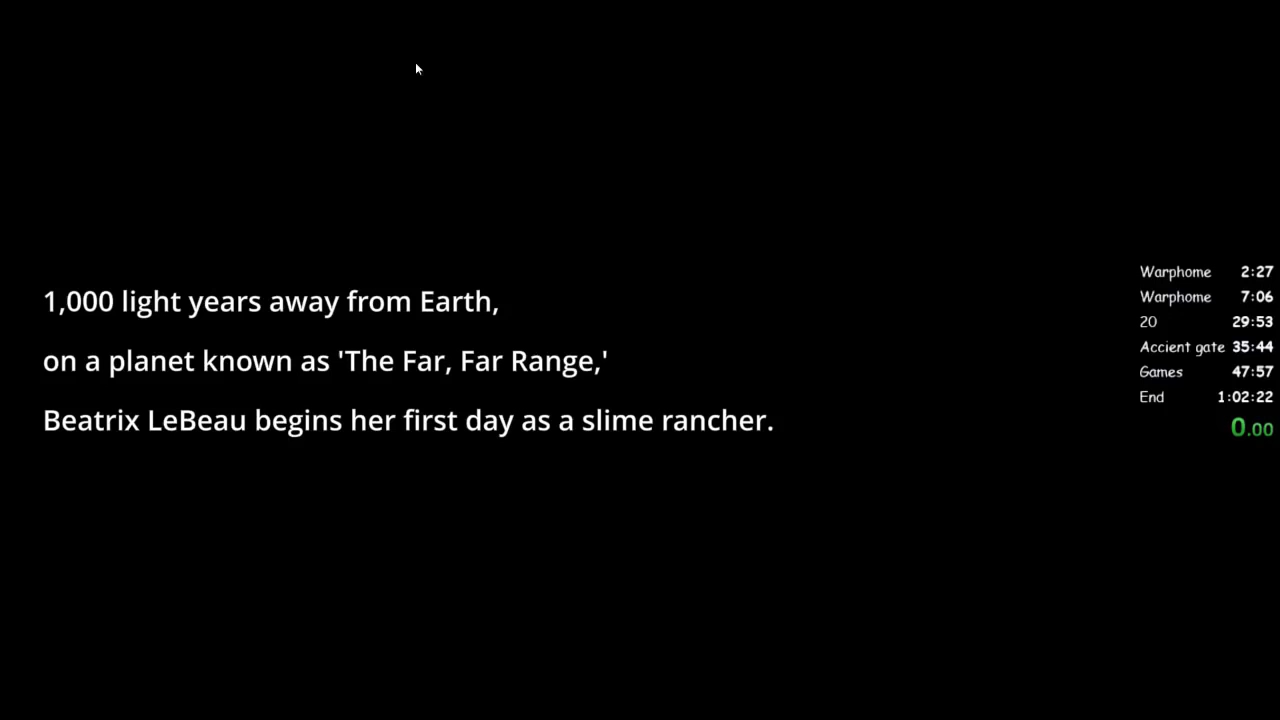 1,000 light years away from Earth,
on a planet known as 'The Far, Far Range,'
Beatrix LeBeau begins her first day as a slime rancher.
Warphome 2:27
Warphome 7:06
20 29:53
Accient gate 35:44
Games 47:57
End 1:02:22
0.00